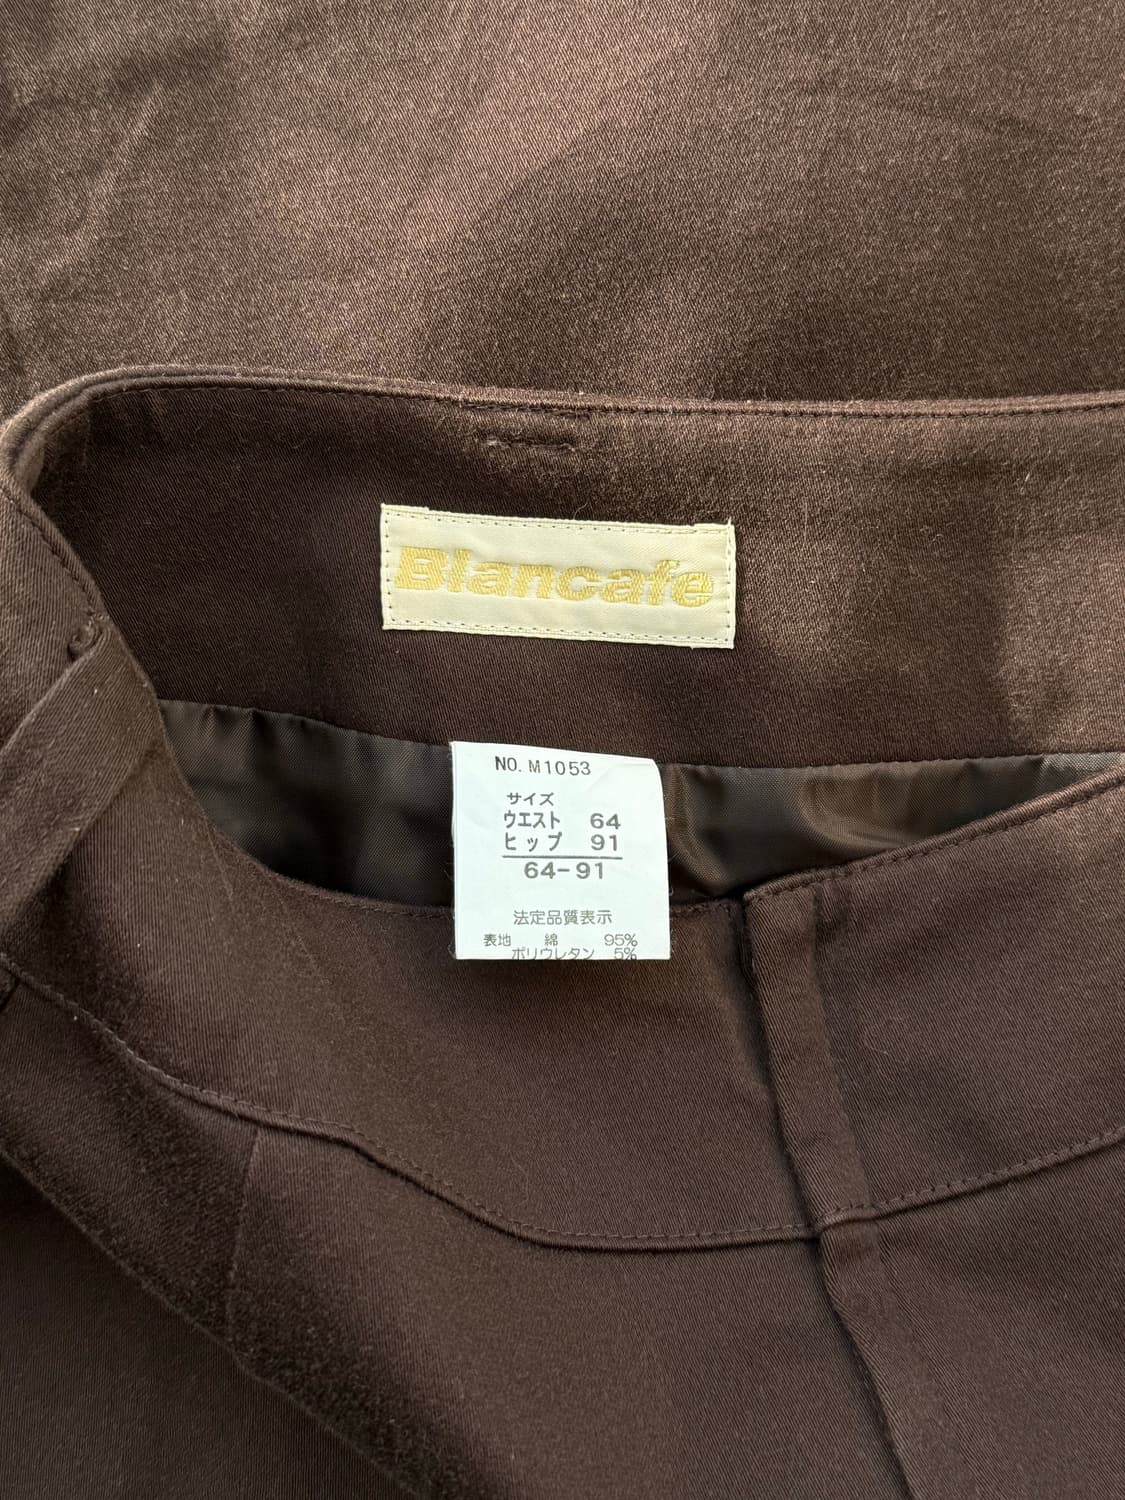 Blancafe
NO. M1053
サイズ
ウエスト 64
ヒップ 91
64-91
法定品質表示
表地 綿 95%
ポリウレタン 5%